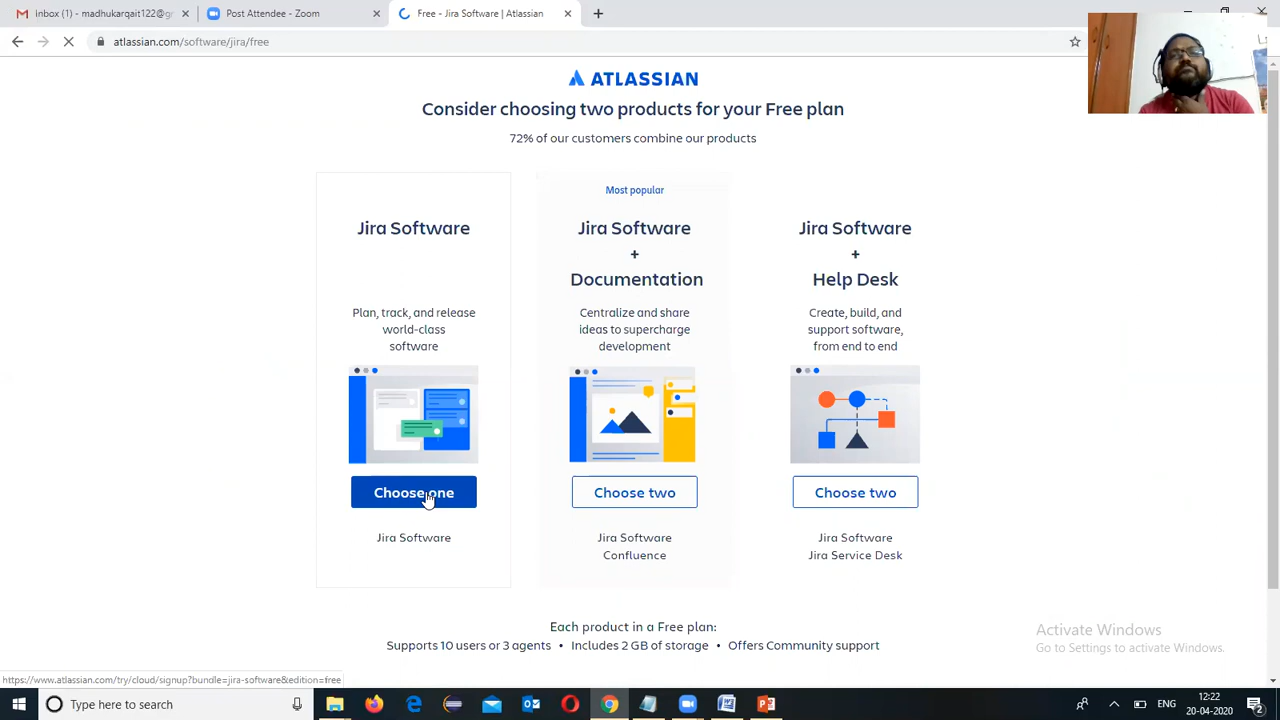 Inbox (1) - madhukarait122@gr
Post Attendee - Zoom
Free - Jira Software | Atlassian
atlassian.com/software/jira/free
ATLASSIAN
Consider choosing two products for your Free plan
72% of our customers combine our products
Jira Software
Plan, track, and release
world-class
software
Choose one
Jira Software
Most popular
Jira Software
+
Documentation
Centralize and share
ideas to supercharge
development
Choose two
Jira Software
Confluence
Jira Software
+
Help Desk
Create, build, and
support software,
from end to end
Choose two
Jira Software
Jira Service Desk
Each product in a Free plan:
Supports 10 users or 3 agents • Includes 2 GB of storage • Offers Community support
Activate Windows
Go to Settings to activate Windows.
https://www.atlassian.com/try/cloud/signup?bundle=jira-software&edition=free
Type here to search
ENG
12:22
20-04-2020
2